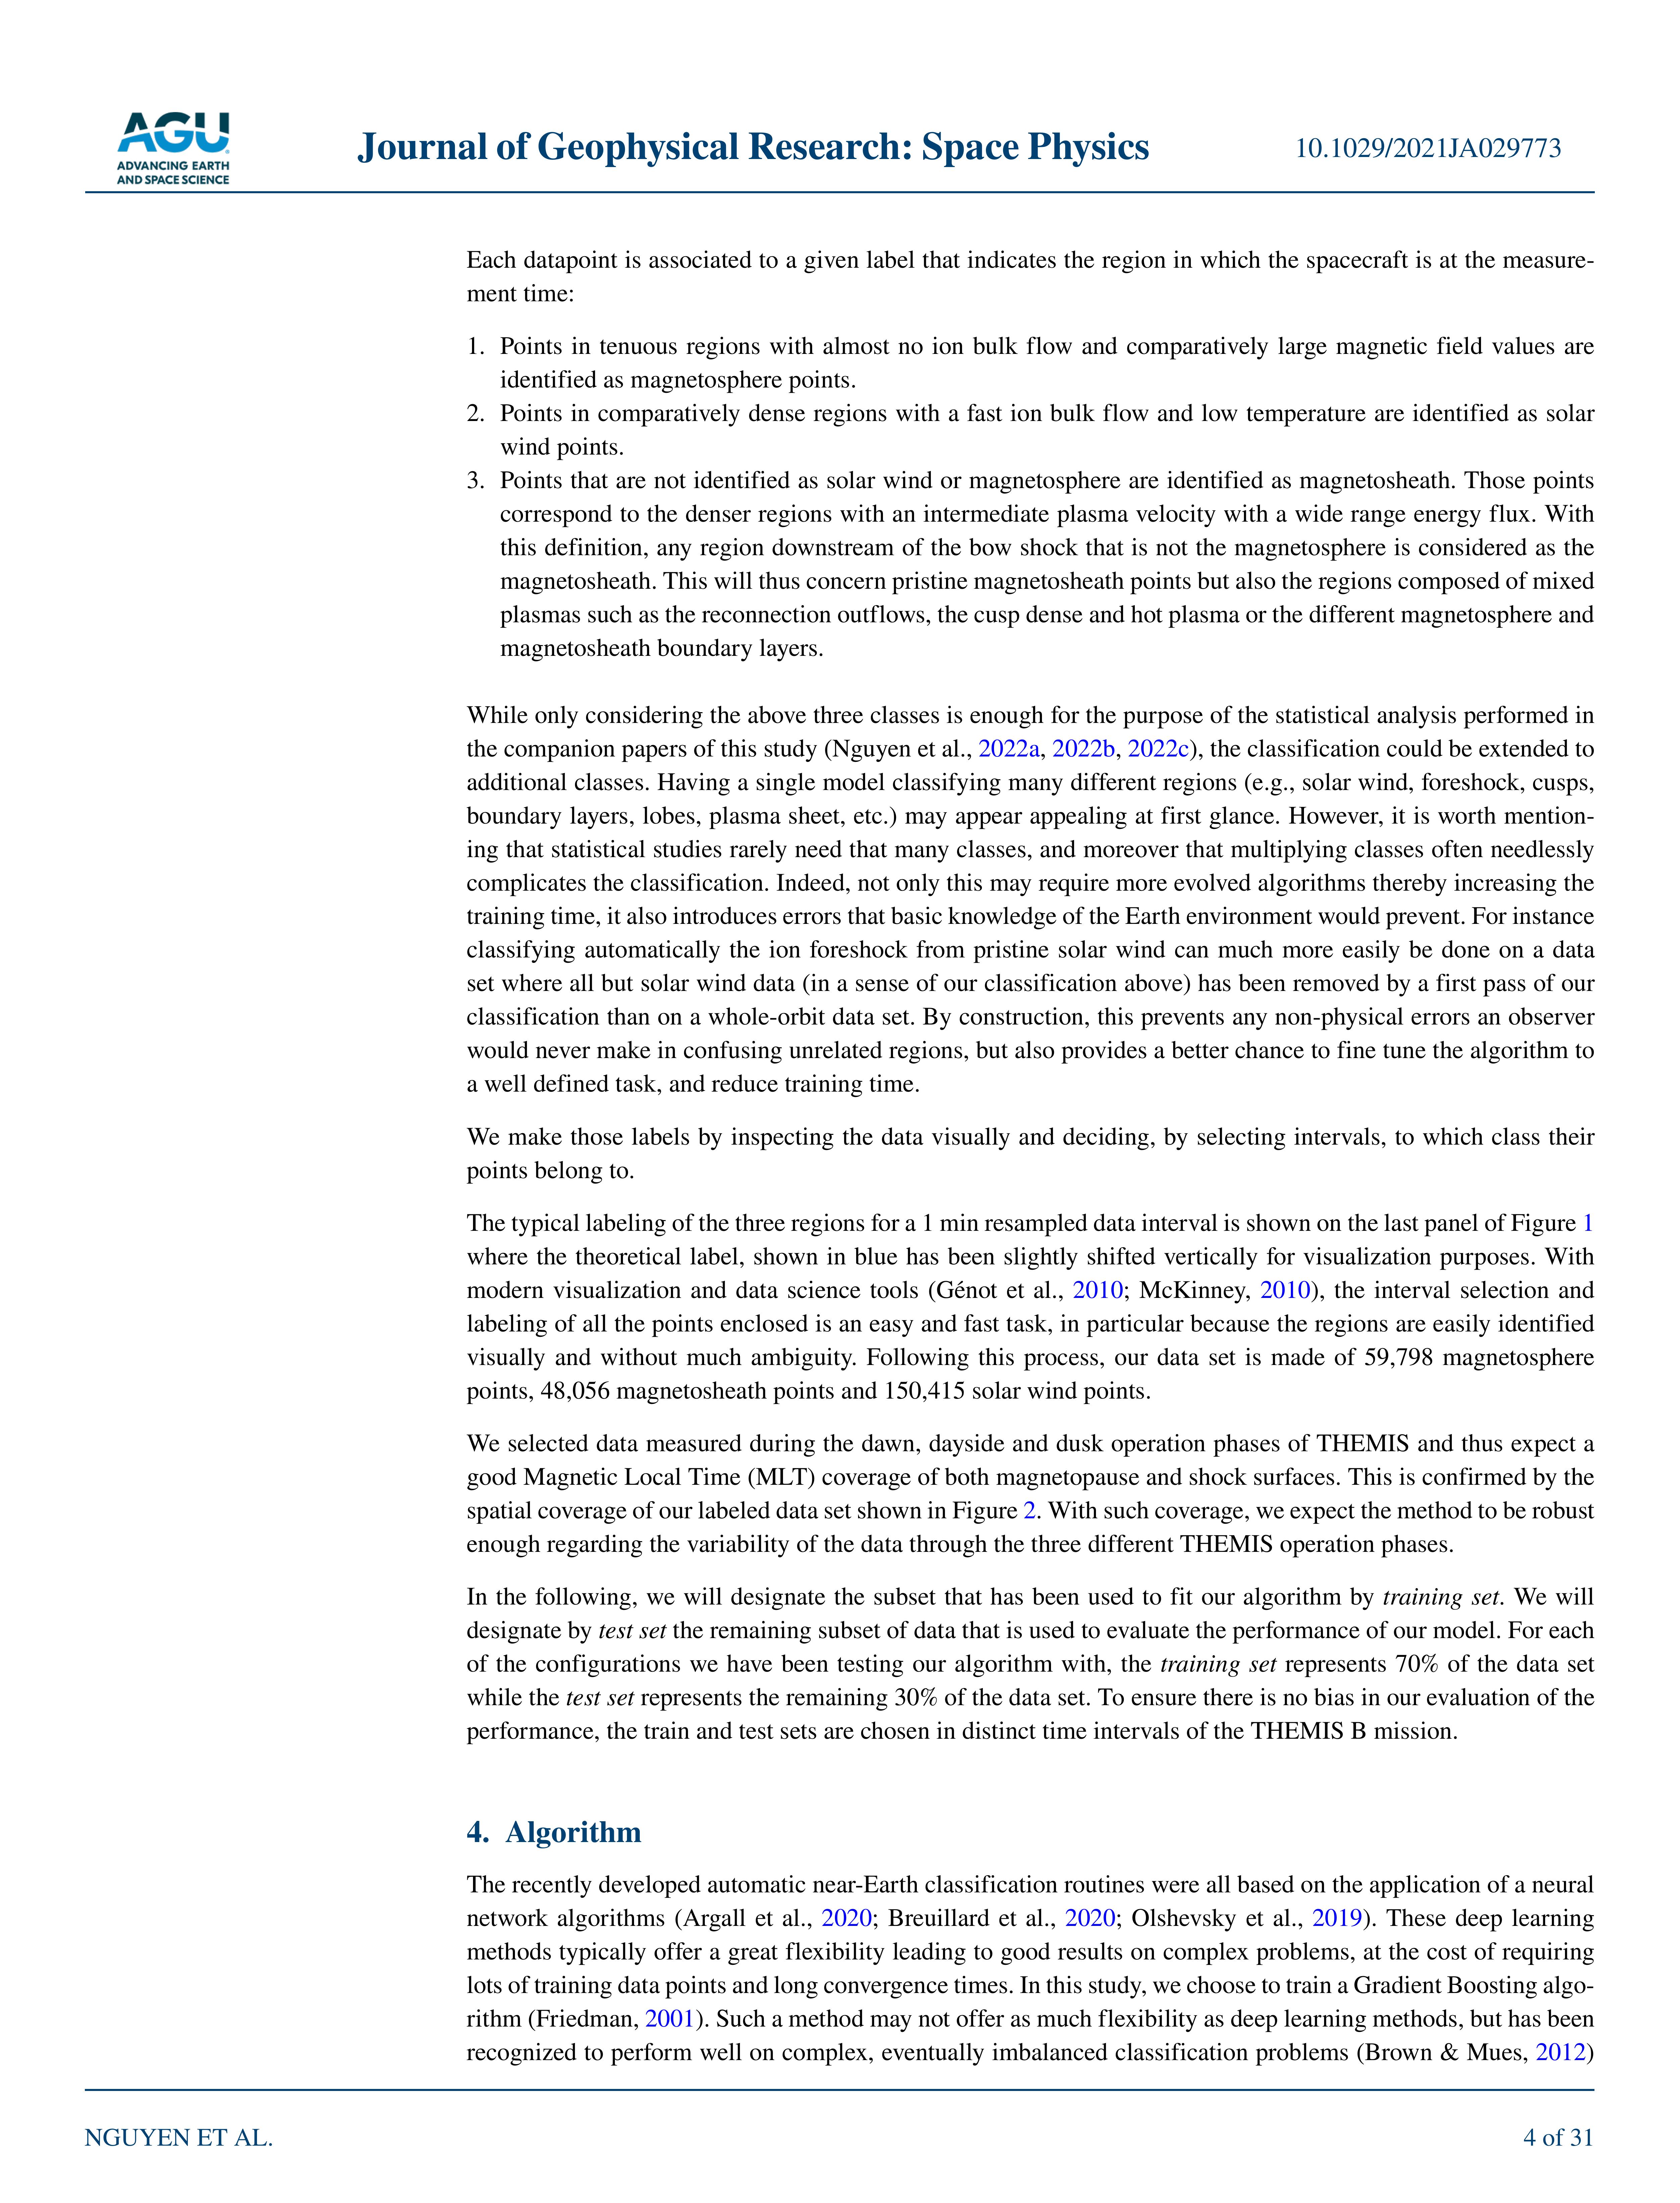 AGU
ADVANCING EARTH
AND SPACE SCIENCE
Journal of Geophysical Research: Space Physics
10.1029/2021JA029773
Each datapoint is associated to a given label that indicates the region in which the spacecraft is at the measure-
ment time:
1. Points in tenuous regions with almost no ion bulk flow and comparatively large magnetic field values are
identified as magnetosphere points.
2. Points in comparatively dense regions with a fast ion bulk flow and low temperature are identified as solar
wind points.
3. Points that are not identified as solar wind or magnetosphere are identified as magnetosheath. Those points
correspond to the denser regions with an intermediate plasma velocity with a wide range energy flux. With
this definition, any region downstream of the bow shock that is not the magnetosphere is considered as the
magnetosheath. This will thus concern pristine magnetosheath points but also the regions composed of mixed
plasmas such as the reconnection outflows, the cusp dense and hot plasma or the different magnetosphere and
magnetosheath boundary layers.
While only considering the above three classes is enough for the purpose of the statistical analysis performed in
the companion papers of this study (Nguyen et al., 2022a, 2022b, 2022c), the classification could be extended to
additional classes. Having a single model classifying many different regions (e.g., solar wind, foreshock, cusps,
boundary layers, lobes, plasma sheet, etc.) may appear appealing at first glance. However, it is worth mention-
ing that statistical studies rarely need that many classes, and moreover that multiplying classes often needlessly
complicates the classification. Indeed, not only this may require more evolved algorithms thereby increasing the
training time, it also introduces errors that basic knowledge of the Earth environment would prevent. For instance
classifying automatically the ion foreshock from pristine solar wind can much more easily be done on a data
set where all but solar wind data (in a sense of our classification above) has been removed by a first pass of our
classification than on a whole-orbit data set. By construction, this prevents any non-physical errors an observer
would never make in confusing unrelated regions, but also provides a better chance to fine tune the algorithm to
a well defined task, and reduce training time.
We make those labels by inspecting the data visually and deciding, by selecting intervals, to which class their
points belong to.
The typical labeling of the three regions for a 1 min resampled data interval is shown on the last panel of Figure 1
where the theoretical label, shown in blue has been slightly shifted vertically for visualization purposes. With
modern visualization and data science tools (Génot et al., 2010; McKinney, 2010), the interval selection and
labeling of all the points enclosed is an easy and fast task, in particular because the regions are easily identified
visually and without much ambiguity. Following this process, our data set is made of 59,798 magnetosphere
points, 48,056 magnetosheath points and 150,415 solar wind points.
We selected data measured during the dawn, dayside and dusk operation phases of THEMIS and thus expect a
good Magnetic Local Time (MLT) coverage of both magnetopause and shock surfaces. This is confirmed by the
spatial coverage of our labeled data set shown in Figure 2. With such coverage, we expect the method to be robust
enough regarding the variability of the data through the three different THEMIS operation phases.
In the following, we will designate the subset that has been used to fit our algorithm by training set. We will
designate by test set the remaining subset of data that is used to evaluate the performance of our model. For each
of the configurations we have been testing our algorithm with, the training set represents 70% of the data set
while the test set represents the remaining 30% of the data set. To ensure there is no bias in our evaluation of the
performance, the train and test sets are chosen in distinct time intervals of the THEMIS B mission.
4. Algorithm
The recently developed automatic near-Earth classification routines were all based on the application of a neural
network algorithms (Argall et al., 2020; Breuillard et al., 2020; Olshevsky et al., 2019). These deep learning
methods typically offer a great flexibility leading to good results on complex problems, at the cost of requiring
lots of training data points and long convergence times. In this study, we choose to train a Gradient Boosting algo-
rithm (Friedman, 2001). Such a method may not offer as much flexibility as deep learning methods, but has been
recognized to perform well on complex, eventually imbalanced classification problems (Brown & Mues, 2012)
NGUYEN ET AL.
4 of 31